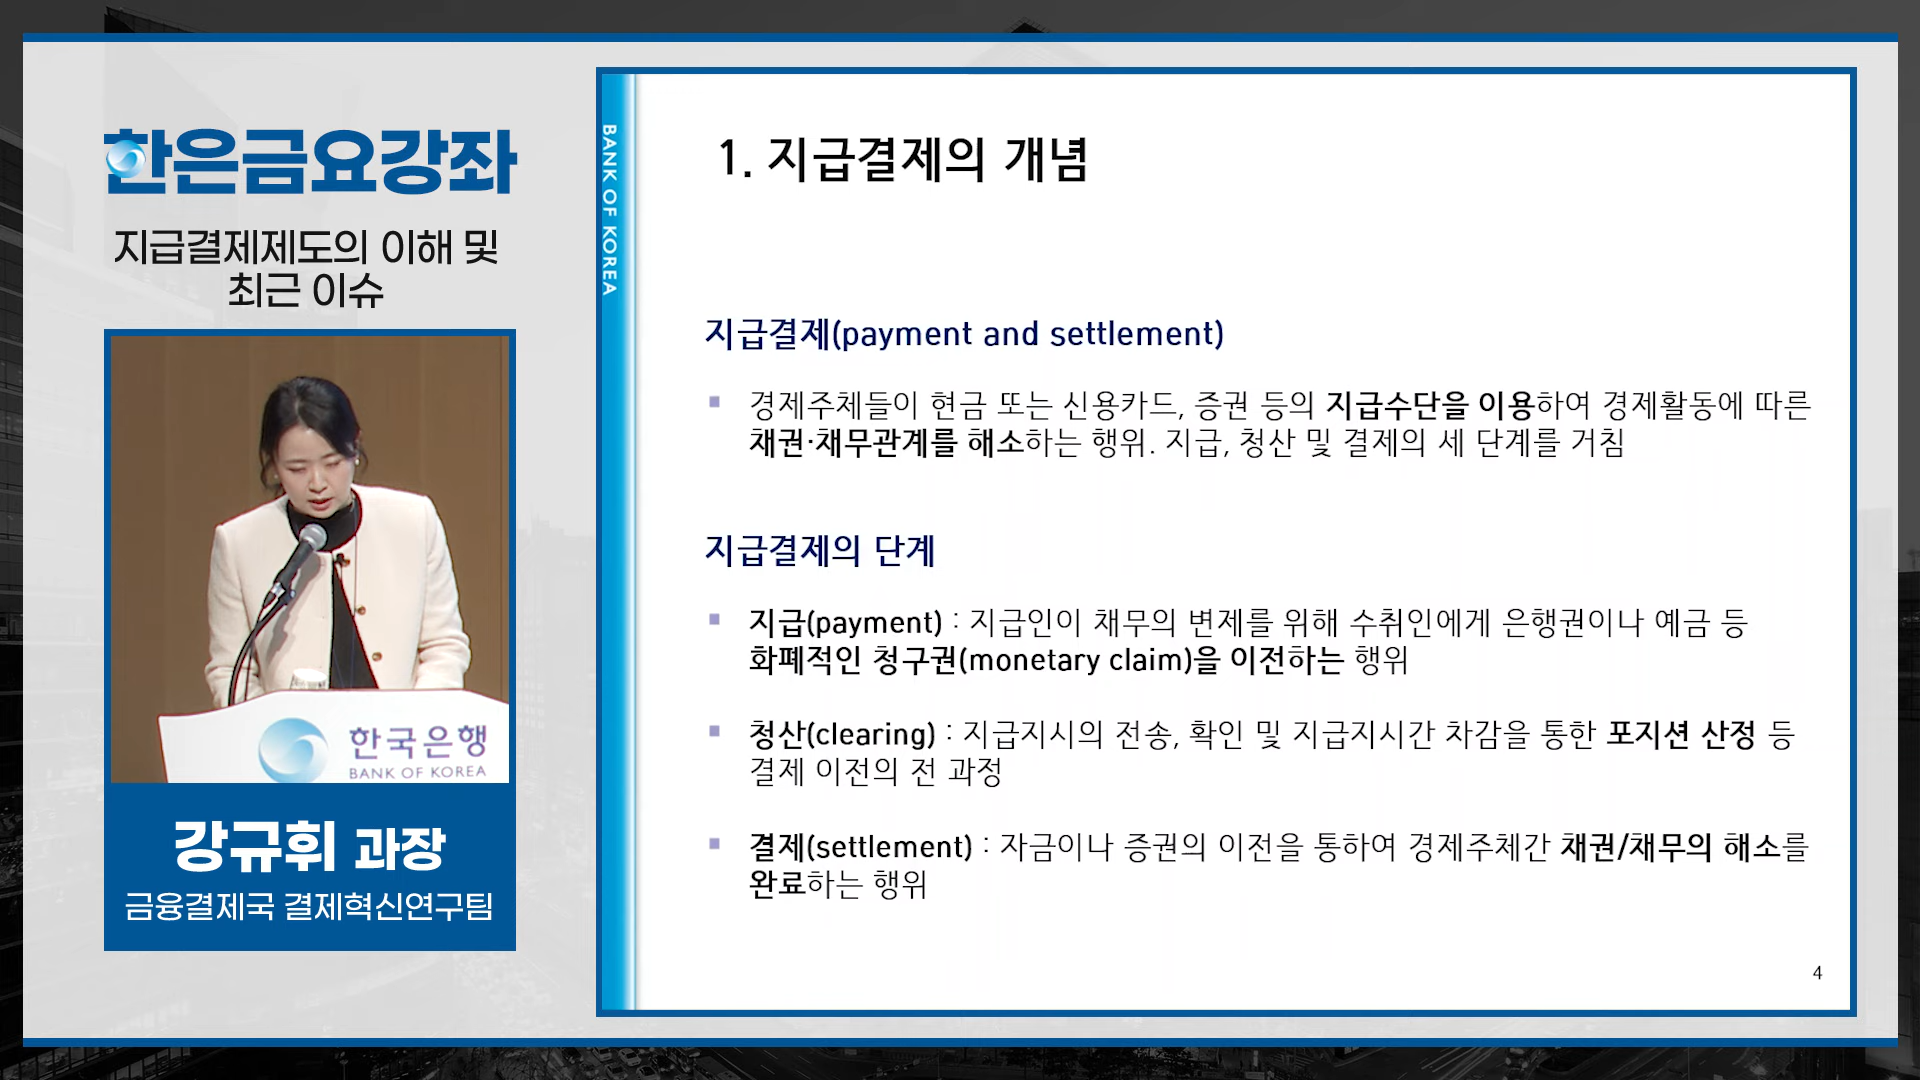 한은금요강좌
지급결제제도의 이해 및
최근 이슈
한국은행
BANK OF KOREA
강규휘 과장
금융결제국 결제혁신연구팀
BANK OF KOREA
1. 지급결제의 개념
지급결제(payment and settlement)
경제주체들이 현금 또는 신용카드, 증권 등의 지급수단을 이용하여 경제활동에 따른
채권·채무관계를 해소하는 행위. 지급, 청산 및 결제의 세 단계를 거침
지급결제의 단계
지급(payment) : 지급인이 채무의 변제를 위해 수취인에게 은행권이나 예금 등
화폐적인 청구권(monetary claim)을 이전하는 행위
청산(clearing) : 지급지시의 전송, 확인 및 지급지시간 차감을 통한 포지션 산정 등
결제 이전의 전 과정
결제(settlement) : 자금이나 증권의 이전을 통하여 경제주체간 채권/채무의 해소를
완료하는 행위
4